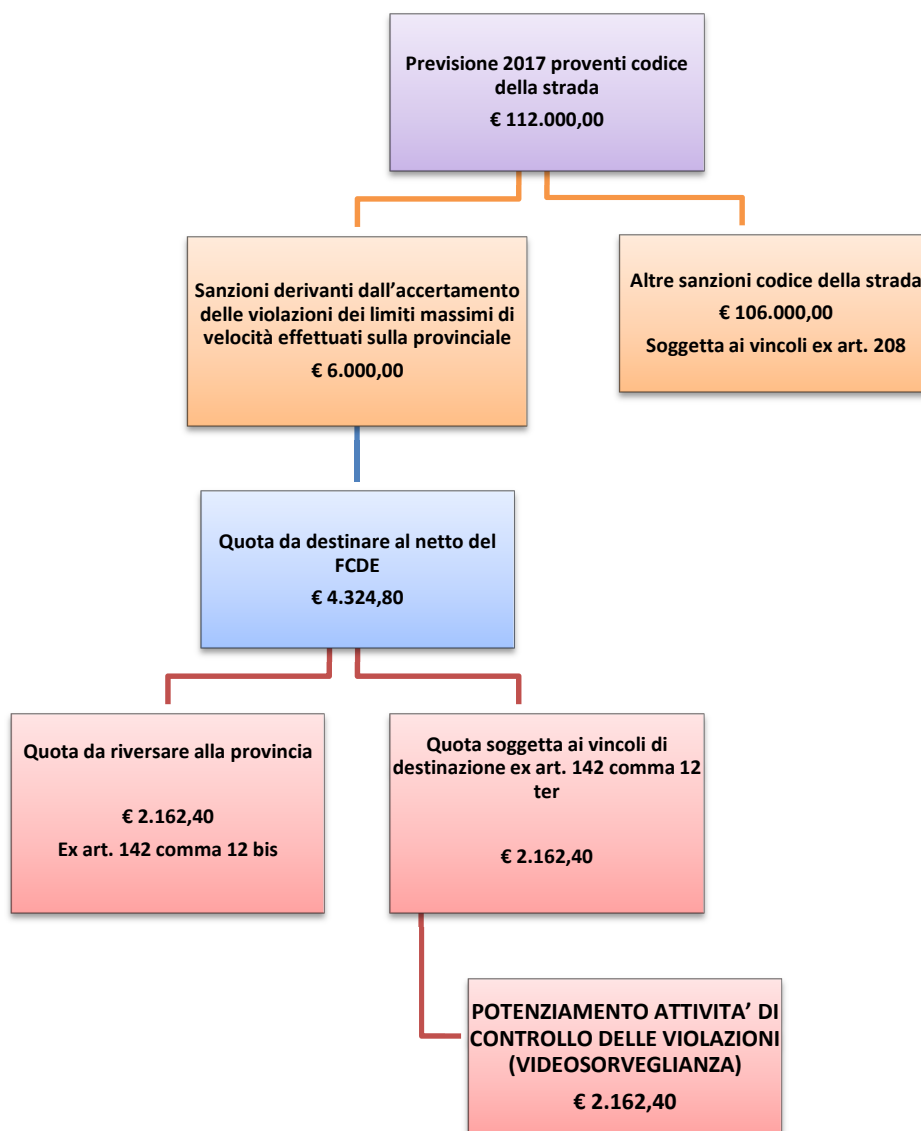 Previsione 2017 proventi codice
della strada
€ 112.000,00
Sanzioni derivanti dall'accertamento
delle violazioni dei limiti massimi di
velocità effettuati sulla provinciale
€ 6.000,00
Altre sanzioni codice della strada
€ 106.000,00
Soggetta ai vincoli ex art. 208
Quota da destinare al netto del
FCDE
€ 4.324,80
Quota da riversare alla provincia
€ 2.162,40
Ex art. 142 comma 12 bis
Quota soggetta ai vincoli di
destinazione ex art. 142 comma 12
ter
€ 2.162,40
POTENZIAMENTO ATTIVITA’ DI
CONTROLLO DELLE VIOLAZIONI
(VIDEOSORVEGLIANZA)
€ 2.162,40